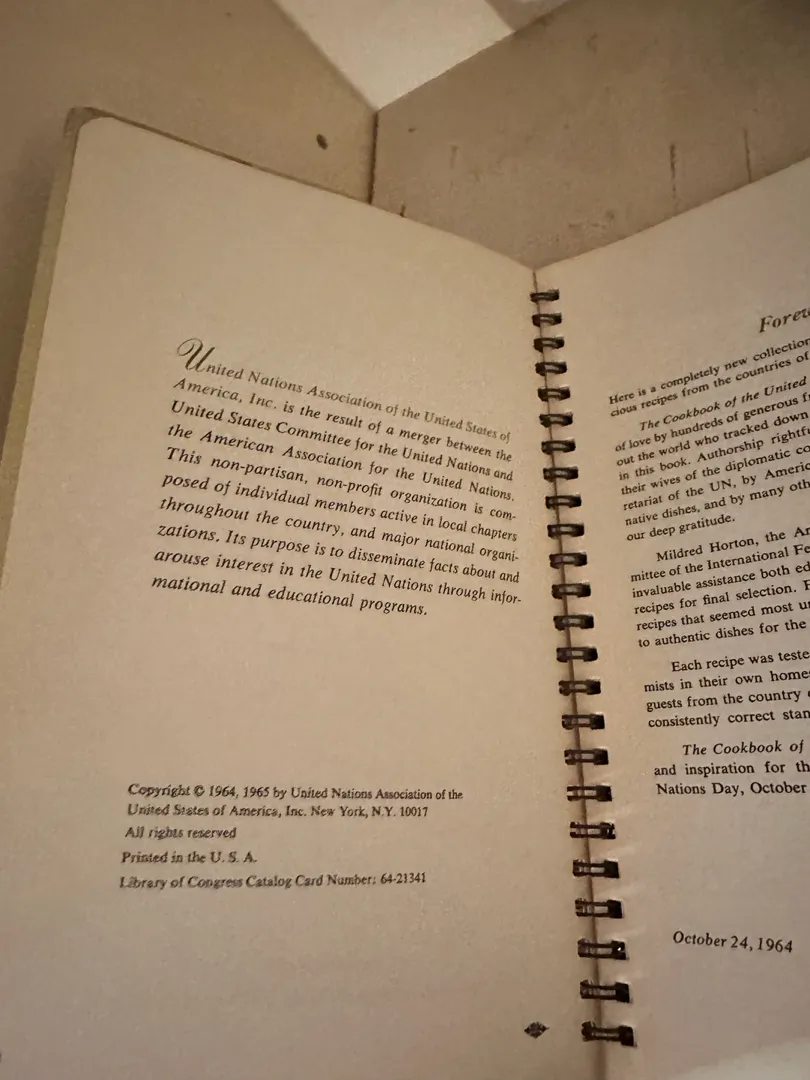 United Nations Association of the United States of
America, Inc. is the result of a merger between the
United States Committee for the United Nations and
the American Association for the United Nations.
This non-partisan, non-profit organization is com-
posed of individual members active in local chapters
throughout the country, and major national organi-
zations. Its purpose is to disseminate facts about and
arouse interest in the United Nations through infor-
mational and educational programs.
Copyright © 1964, 1965 by United Nations Association of the
United States of America, Inc. New York, N.Y. 10017
All rights reserved
Printed in the U. S. A.
Library of Congress Catalog Card Number: 64-21341
Here is a completely new collection
cious recipes from the countries of
The Cookbook of the United
of love by hundreds of generous
out the world who tracked down
in this book. Authorship
their wives of the diplomatic
retariat of the UN, by
native dishes, and by many
our deep gratitude.
Mildred Horton, the
mittee of the International
invaluable assistance both
recipes for final selection.
recipes that seemed most
to authentic dishes for the
Each recipe was
mists in their own
guests from the country
consistently correct
The Cookbook of
and inspiration for
Nations Day, October
October 24, 1964